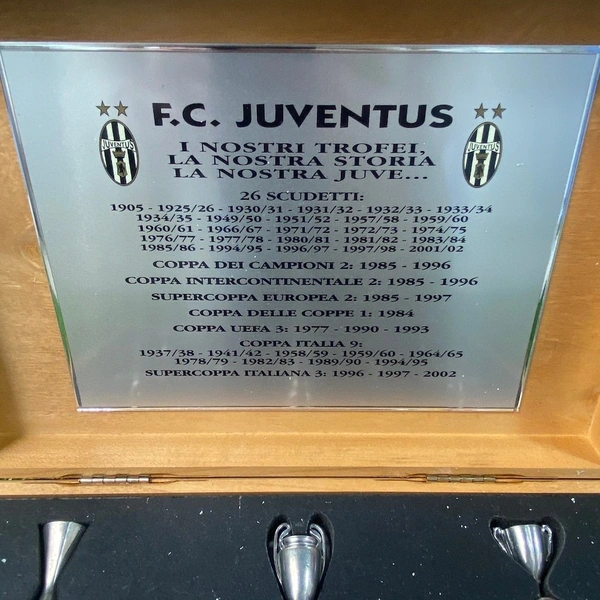 F.C. JUVENTUS
JUVENTUS
JUVENTUS
I NOSTRI TROFEI,
LA NOSTRA STORIA
LA NOSTRA JUVE...
26 SCUDETTI:
1905 - 1925/26 - 1930/31 - 1931/32 - 1932/33 - 1933/34
1934/35 - 1949/50 - 1951/52 - 1957/58 - 1959/60
1960/61 - 1966/67 - 1971/72 - 1972/73 - 1974/75
1976/77 - 1977/78 - 1980/81 - 1981/82 - 1983/84
1985/86 - 1994/95 - 1996/97 - 1997/98 - 2001/02
COPPA DEI CAMPIONI 2: 1985 - 1996
COPPA INTERCONTINENTALE 2: 1985 - 1996
SUPERCOPPA EUROPEA 2: 1985 - 1997
COPPA DELLE COPPE 1: 1984
COPPA UEFA 3: 1977 - 1990 - 1993
COPPA ITALIA 9:
1937/38 - 1941/42 - 1958/59 - 1959/60 - 1964/65
1978/79 - 1982/83 - 1989/90 - 1994/95
SUPERCOPPA ITALIANA 3: 1996 - 1997 - 2002